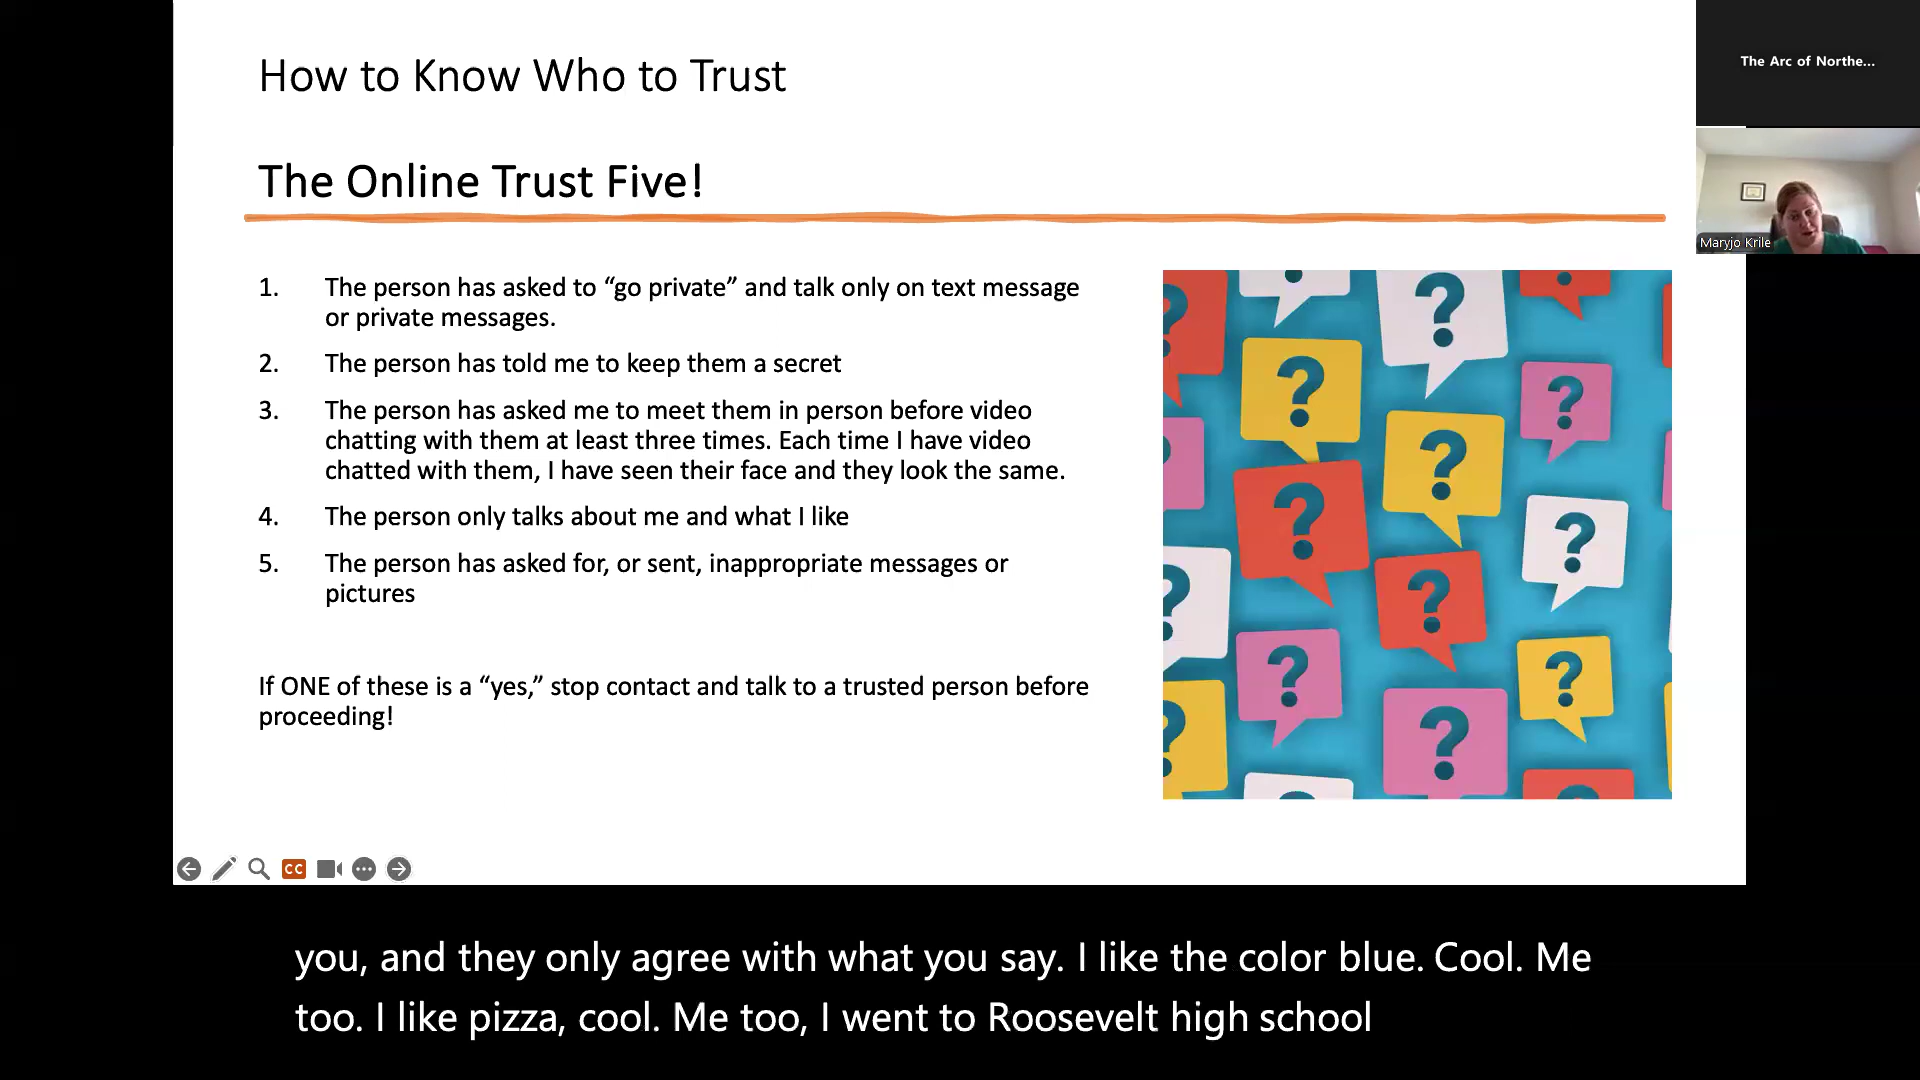 How to Know Who to Trust
The Online Trust Five!
The Arc of Northe...
Maryjo Krile
1. The person has asked to “go private” and talk only on text message
or private messages.
2. The person has told me to keep them a secret
3. The person has asked me to meet them in person before video
chatting with them at least three times. Each time I have video
chatted with them, I have seen their face and they look the same.
4. The person only talks about me and what I like
5. The person has asked for, or sent, inappropriate messages or
pictures
If ONE of these is a “yes,” stop contact and talk to a trusted person before
proceeding!
? ? ? ? ? ? ? ? ? ? ? ?
CC
you, and they only agree with what you say. I like the color blue. Cool. Me
too. I like pizza, cool. Me too, I went to Roosevelt high school